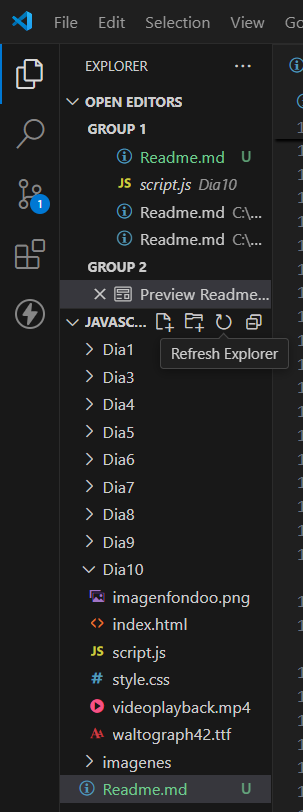 File Edit Selection View Go
EXPLORER ...
OPEN EDITORS
GROUP 1
Readme.md U
JS script.js Dia10
Readme.md C:\...
Readme.md C:\...
GROUP 2
Preview Readme...
JAVASC...
Refresh Explorer
Dia1
Dia3
Dia4
Dia5
Dia6
Dia7
Dia8
Dia9
Dia10
imagenfondoo.png
index.html
JS script.js
# style.css
videoplayback.mp4
waltograph42.ttf
imagenes
Readme.md U
1